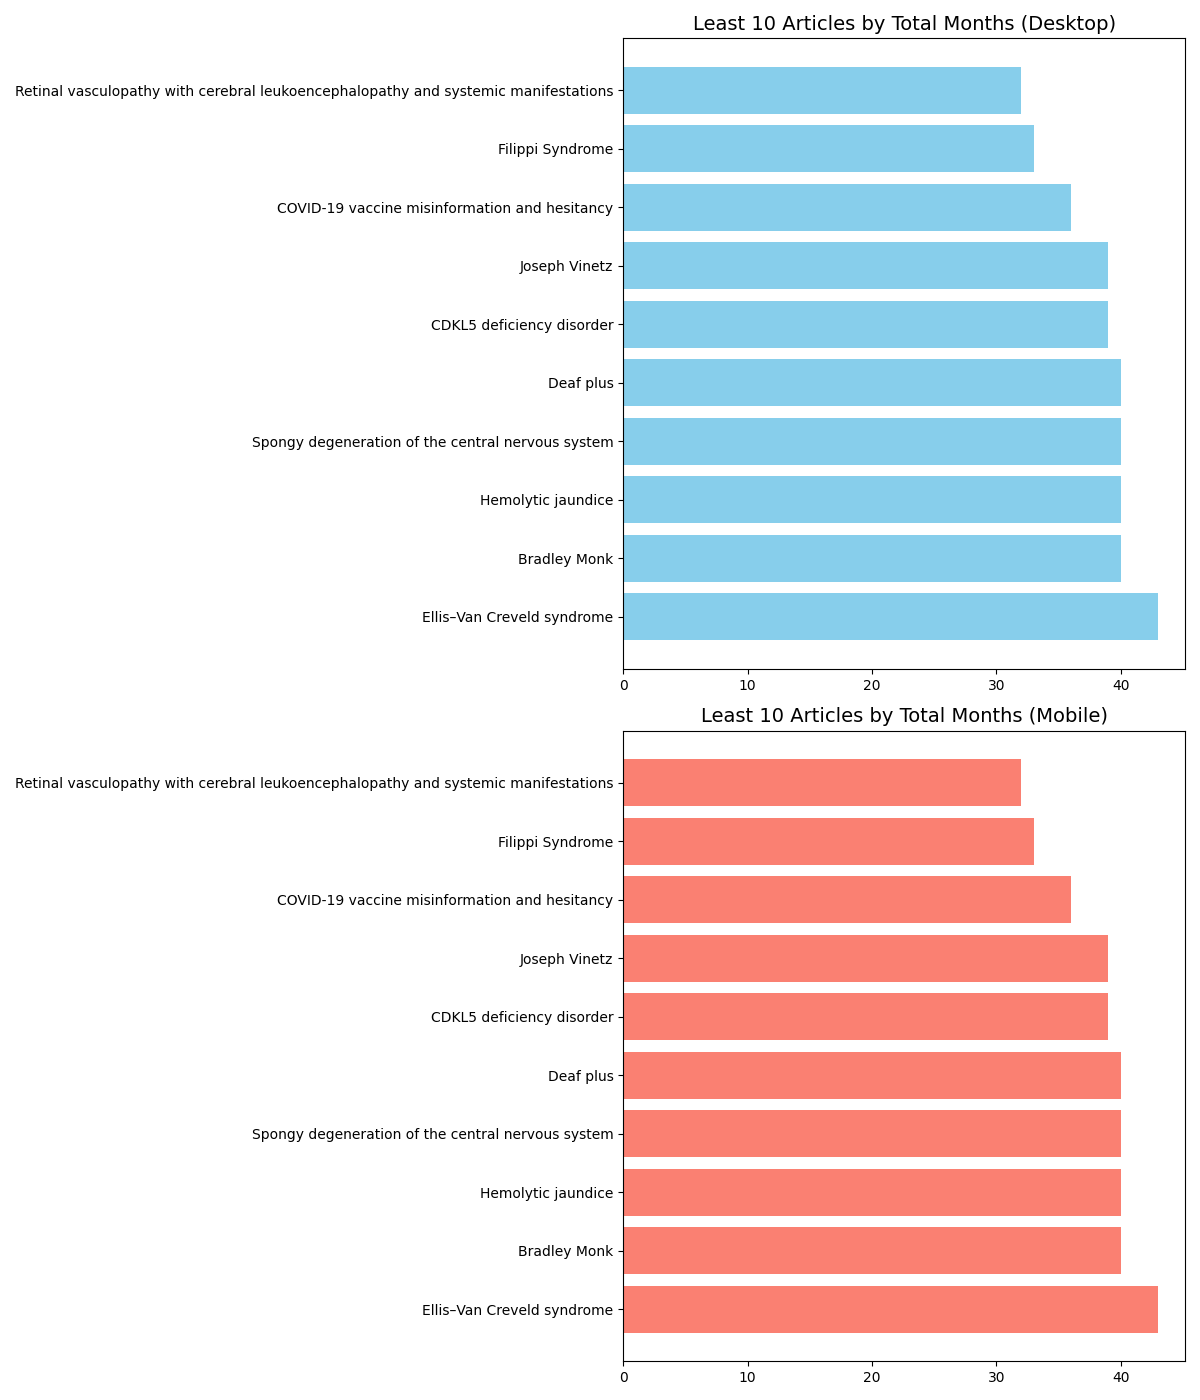 Least 10 Articles by Total Months (Desktop)
Retinal vasculopathy with cerebral leukoencephalopathy and systemic manifestations
Filippi Syndrome
COVID-19 vaccine misinformation and hesitancy
Joseph Vinetz
CDKL5 deficiency disorder
Deaf plus
Spongy degeneration of the central nervous system
Hemolytic jaundice
Bradley Monk
Ellis–Van Creveld syndrome
0 10 20 30 40
Least 10 Articles by Total Months (Mobile)
Retinal vasculopathy with cerebral leukoencephalopathy and systemic manifestations
Filippi Syndrome
COVID-19 vaccine misinformation and hesitancy
Joseph Vinetz
CDKL5 deficiency disorder
Deaf plus
Spongy degeneration of the central nervous system
Hemolytic jaundice
Bradley Monk
Ellis–Van Creveld syndrome
0 10 20 30 40